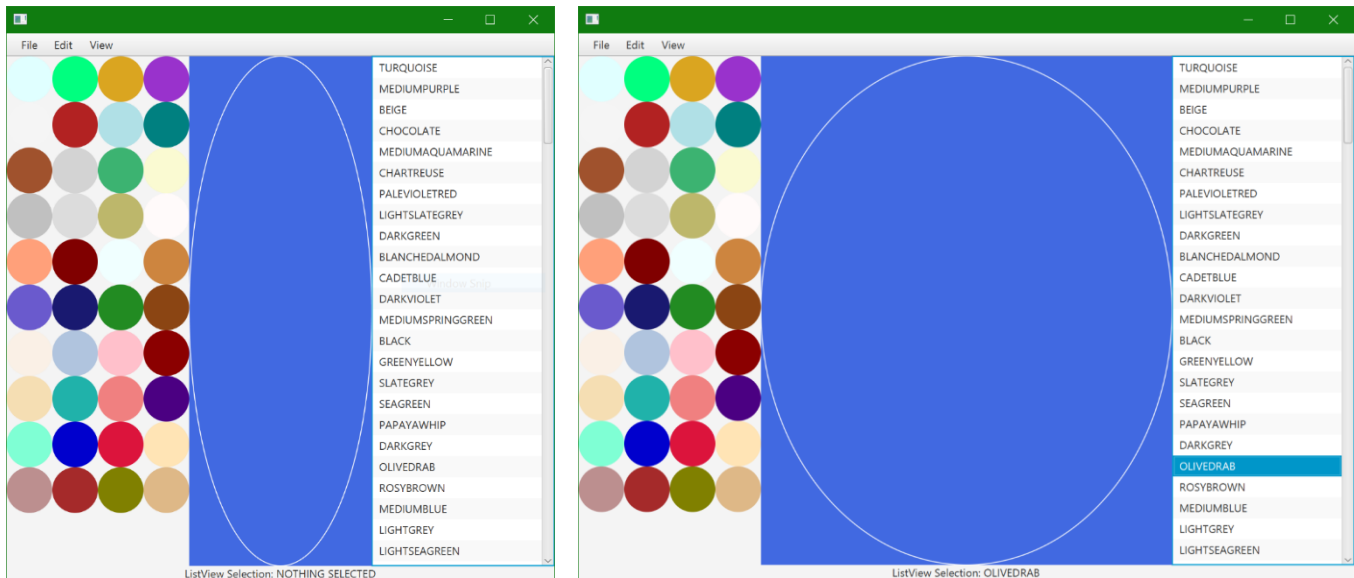 File Edit View
TURQUOISE
MEDIUMPURPLE
BEIGE
CHOCOLATE
MEDIUMAQUAMARINE
CHARTREUSE
PALEVIOLETRED
LIGHTSLATEGREY
DARKGREEN
BLANCHEDALMOND
CADETBLUE
Window Snip
DARKVIOLET
MEDIUMSPRINGGREEN
BLACK
GREENYELLOW
SLATEGREY
SEAGREEN
PAPAYAWHIP
DARKGREY
OLIVEDRAB
ROSYBROWN
MEDIUMBLUE
LIGHTGREY
LIGHTSEAGREEN
ListView Selection: NOTHING SELECTED
File Edit View
TURQUOISE
MEDIUMPURPLE
BEIGE
CHOCOLATE
MEDIUMAQUAMARINE
CHARTREUSE
PALEVIOLETRED
LIGHTSLATEGREY
DARKGREEN
BLANCHEDALMOND
CADETBLUE
DARKVIOLET
MEDIUMSPRINGGREEN
BLACK
GREENYELLOW
SLATEGREY
SEAGREEN
PAPAYAWHIP
DARKGREY
OLIVEDRAB
ROSYBROWN
MEDIUMBLUE
LIGHTGREY
LIGHTSEAGREEN
ListView Selection: OLIVEDRAB